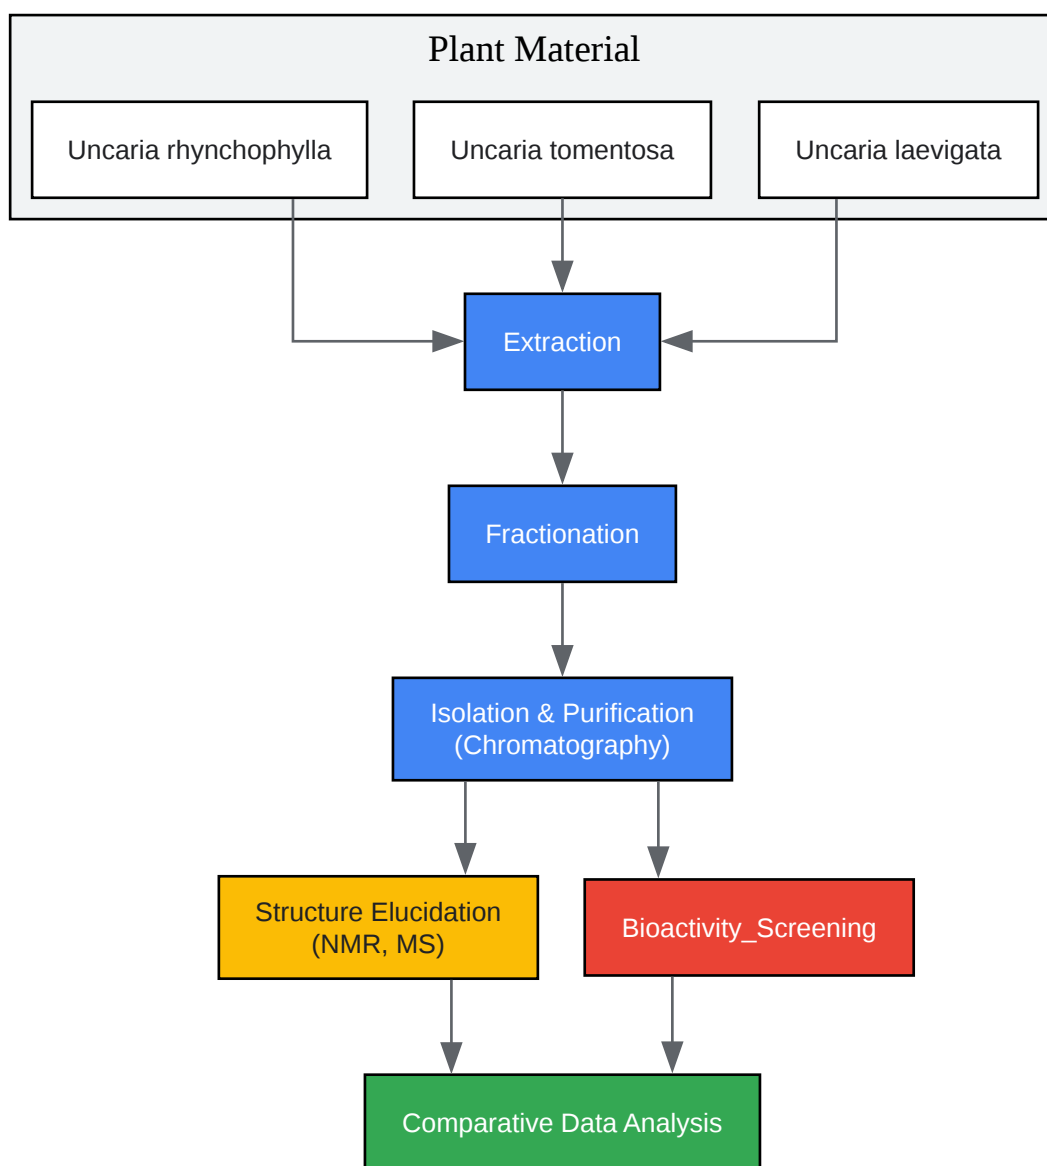 Plant Material
Uncaria rhynchophylla
Uncaria tomentosa
Uncaria laevigata
Extraction
Fractionation
Isolation & Purification
(Chromatography)
Structure Elucidation
(NMR, MS)
Bioactivity_Screening
Comparative Data Analysis